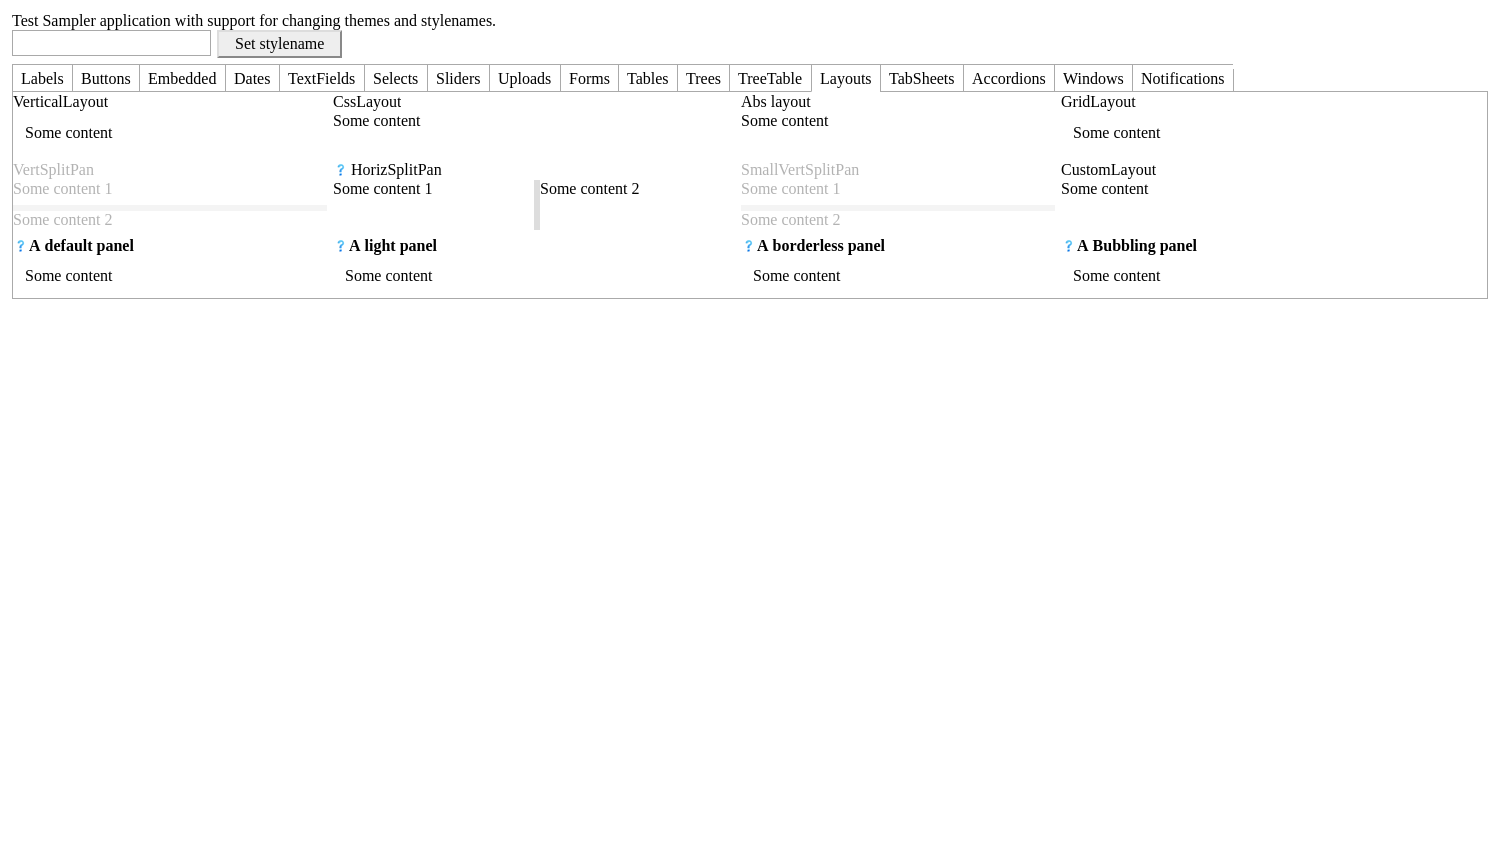 Test Sampler application with support for changing themes and stylenames.
Set stylename
Labels Buttons Embedded Dates TextFields Selects Sliders Uploads Forms Tables Trees TreeTable Layouts TabSheets Accordions Windows Notifications
VerticalLayout CssLayout Abs layout GridLayout
Some content Some content
Some content Some content
VertSplitPan ? HorizSplitPan SmallVertSplitPan CustomLayout
Some content 1 Some content 1 Some content 2 Some content 1 Some content
Some content 2 Some content 2
? A default panel ? A light panel ? A borderless panel ? A Bubbling panel
Some content Some content Some content Some content